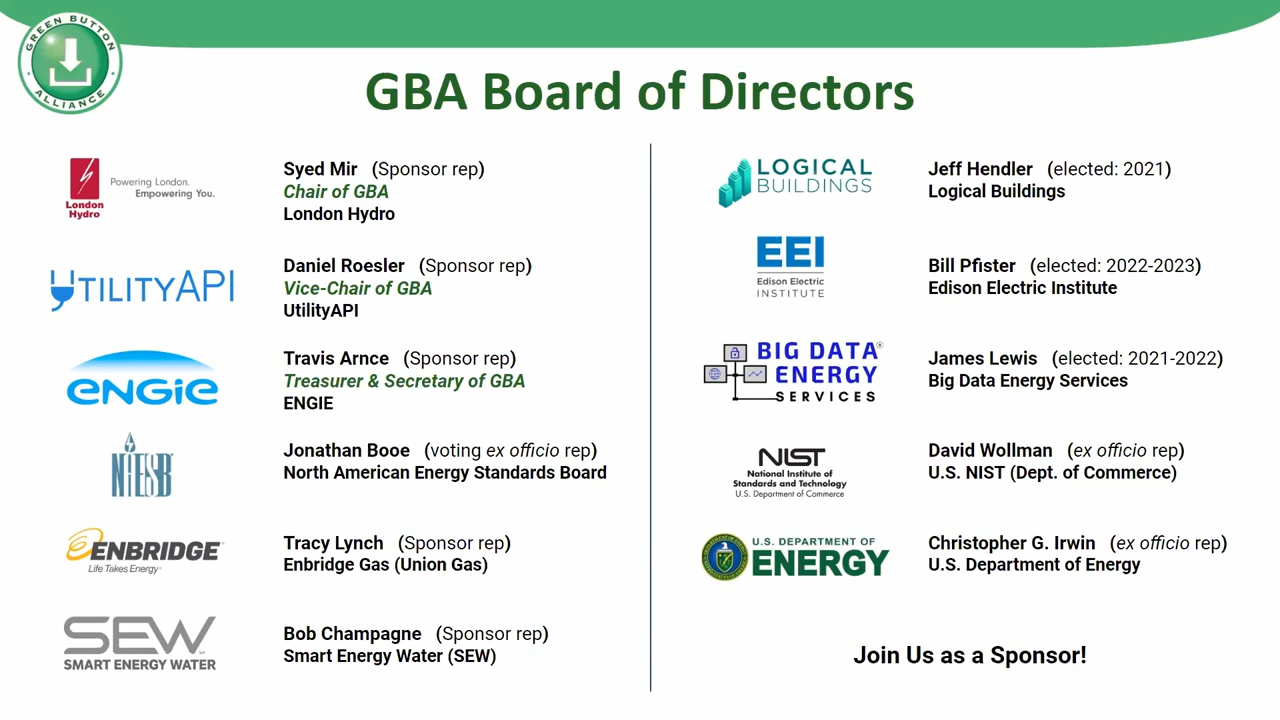 GREEN BUTTON
ALLIANCE
GBA Board of Directors
London
Hydro
Powering London.
Empowering You.
Syed Mir (Sponsor rep)
Chair of GBA
London Hydro
UTILITYAPI
Daniel Roesler (Sponsor rep)
Vice-Chair of GBA
UtilityAPI
ENGIE
Travis Arnce (Sponsor rep)
Treasurer & Secretary of GBA
ENGIE
NAESB
Jonathan Booe (voting ex officio rep)
North American Energy Standards Board
ENBRIDGE
Life Takes Energy
Tracy Lynch (Sponsor rep)
Enbridge Gas (Union Gas)
SEW
SMART ENERGY WATER
Bob Champagne (Sponsor rep)
Smart Energy Water (SEW)
LOGICAL
BUILDINGS
Jeff Hendler (elected: 2021)
Logical Buildings
EEI
Edison Electric
INSTITUTE
Bill Pfister (elected: 2022-2023)
Edison Electric Institute
BIG DATA®
ENERGY
SERVICES
James Lewis (elected: 2021-2022)
Big Data Energy Services
NIST
National Institute of
Standards and Technology
U.S. Department of Commerce
David Wollman (ex officio rep)
U.S. NIST (Dept. of Commerce)
U.S. DEPARTMENT OF
ENERGY
Christopher G. Irwin (ex officio rep)
U.S. Department of Energy
Join Us as a Sponsor!